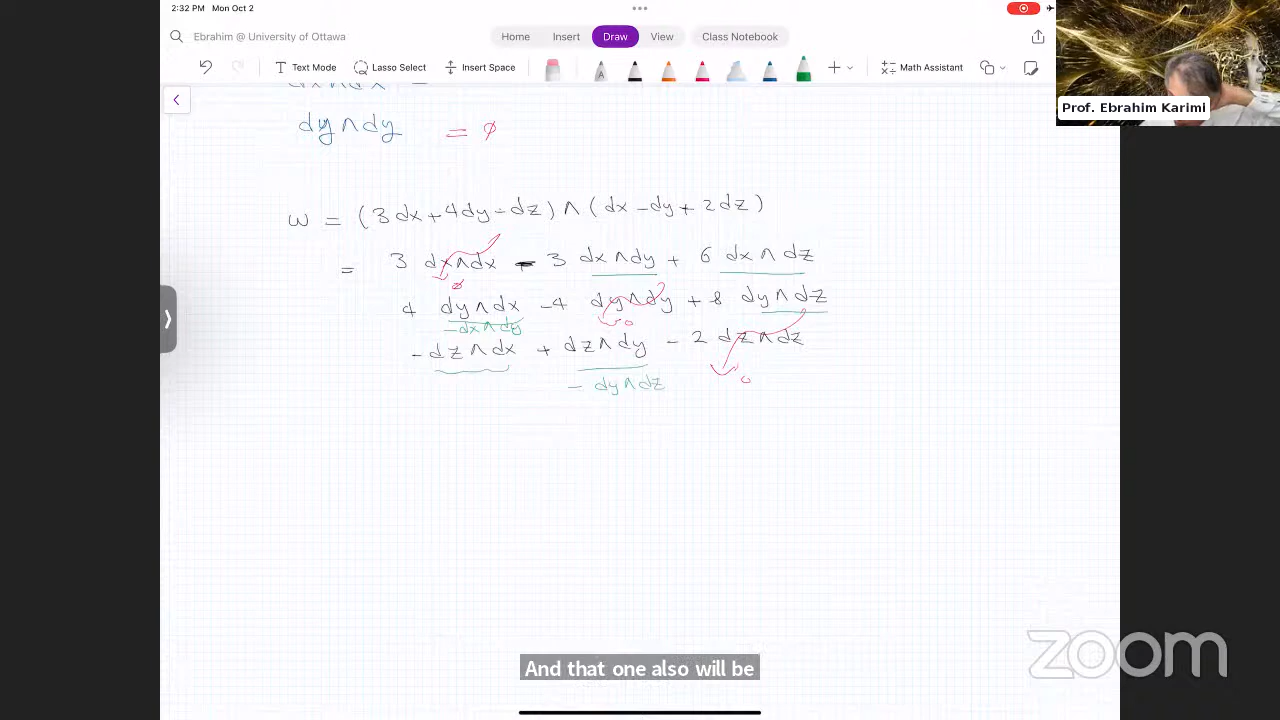 2:32 PM Mon Oct 2
Ebrahim @ University of Ottawa
Home Insert Draw View Class Notebook
Text Mode Lasso Select Insert Space Math Assistant
Prof. Ebrahim Karimi
dy∧dy = ∅
w = (3dx+4dy-dz)∧(dx-dy+2dz)
= 3 dx∧dx - 3 dx∧dy + 6 dx∧dz
∅
4 dy∧dx -4 dy∧dy + 8 dy∧dz
-dx∧dy 0
-dz∧dx + dz∧dy - 2 dz∧dz
- dy∧dz 0
zoom
And that one also will be